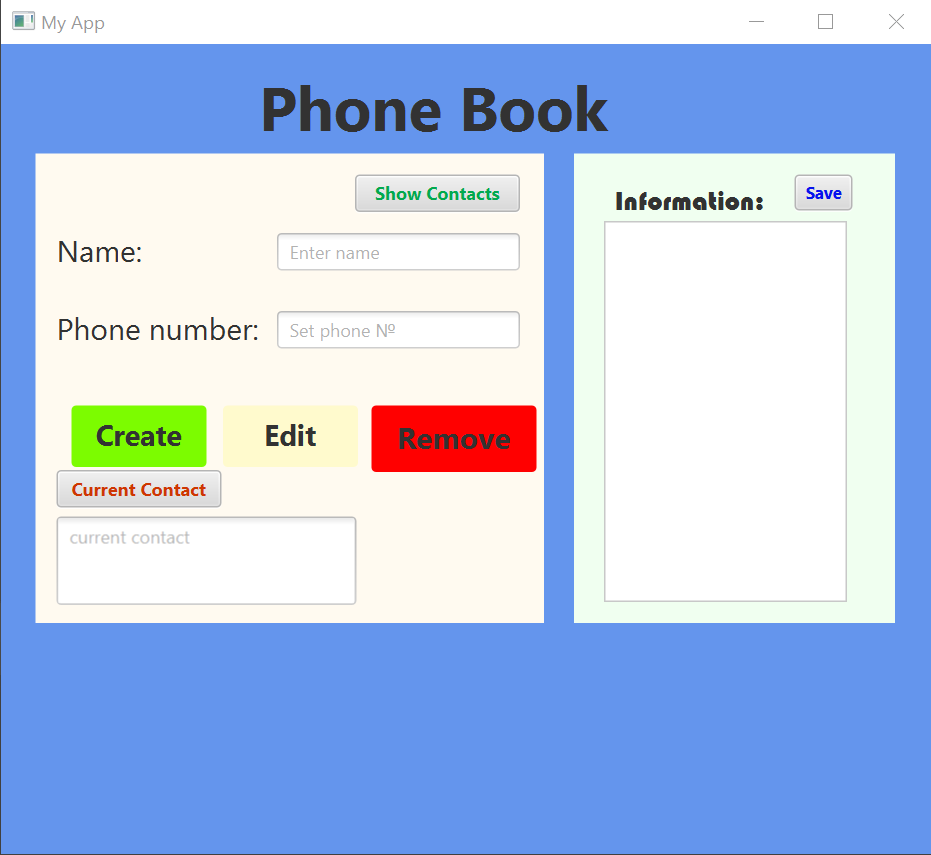 My App
Phone Book
Show Contacts
Name:
Enter name
Phone number:
Set phone №
Create
Edit
Remove
Current Contact
current contact
Information:
Save